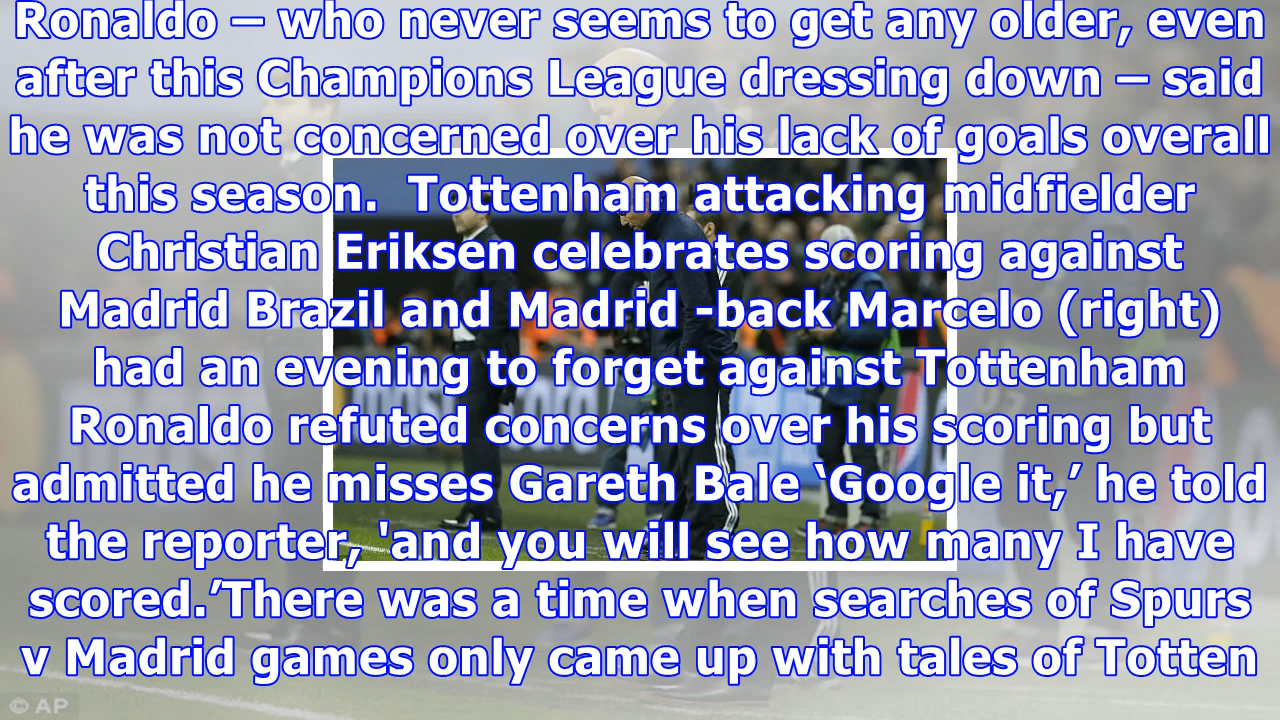 Ronaldo – who never seems to get any older, even
after this Champions League dressing down – said
he was not concerned over his lack of goals overall
this season.  Tottenham attacking midfielder
Christian Eriksen celebrates scoring against
Madrid Brazil and Madrid -back Marcelo (right)
had an evening to forget against Tottenham
Ronaldo refuted concerns over his scoring but
admitted he misses Gareth Bale ‘Google it,’ he told
the reporter, 'and you will see how many I have
scored.’There was a time when searches of Spurs
v Madrid games only came up with tales of Totten
© AP